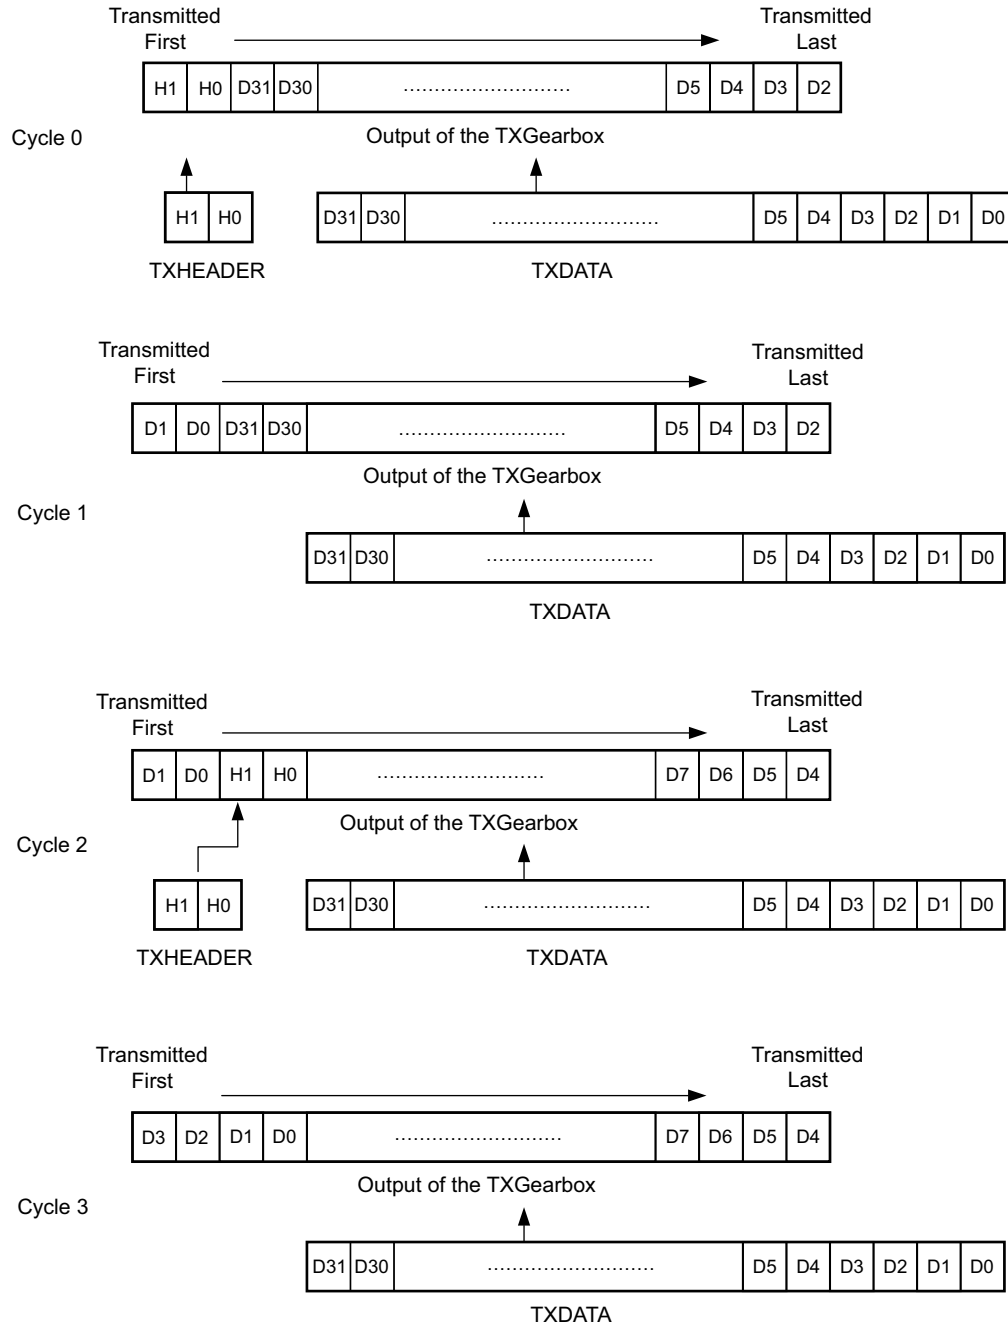 Transmitted First
Transmitted Last
H1 H0 D31 D30 .......................... D5 D4 D3 D2
Cycle 0
Output of the TXGearbox
H1 H0
D31 D30 .......................... D5 D4 D3 D2 D1 D0
TXHEADER
TXDATA
Transmitted First
Transmitted Last
D1 D0 D31 D30 .......................... D5 D4 D3 D2
Output of the TXGearbox
Cycle 1
D31 D30 .......................... D5 D4 D3 D2 D1 D0
TXDATA
Transmitted First
Transmitted Last
D1 D0 H1 H0 .......................... D7 D6 D5 D4
Output of the TXGearbox
Cycle 2
H1 H0
D31 D30 .......................... D5 D4 D3 D2 D1 D0
TXHEADER
TXDATA
Transmitted First
Transmitted Last
D3 D2 D1 D0 .......................... D7 D6 D5 D4
Output of the TXGearbox
Cycle 3
D31 D30 .......................... D5 D4 D3 D2 D1 D0
TXDATA